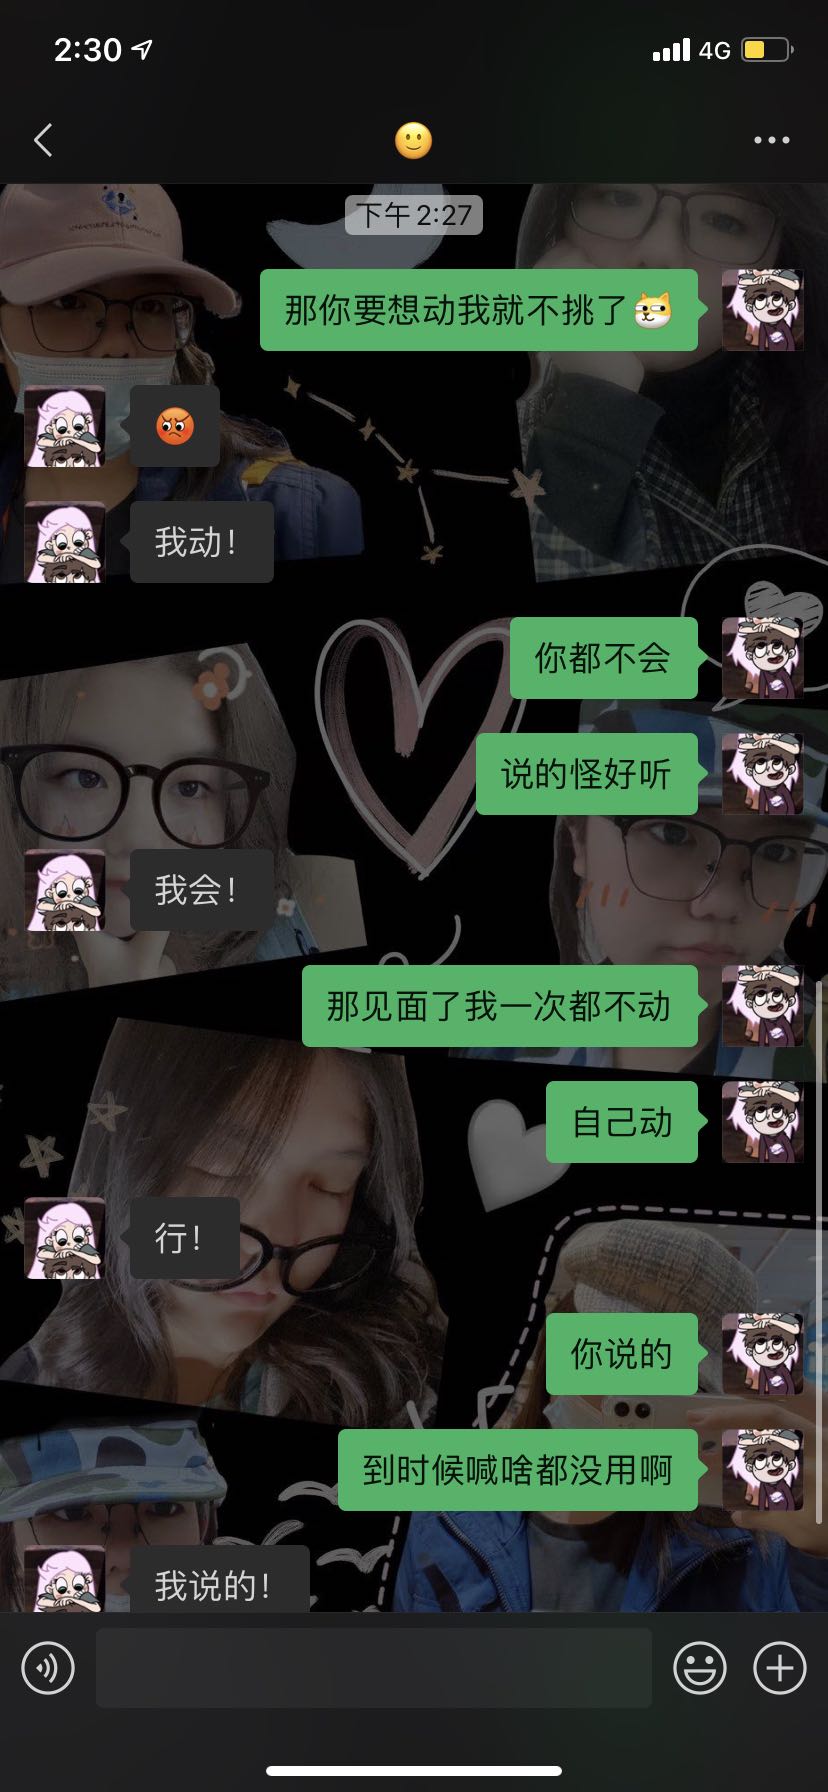 2:30
4G
下午 2:27
那你要想动我就不挑了
我动！
你都不会
说的怪好听
我会！
那见面了我一次都不动
自己动
行！
你说的
到时候喊啥都没用啊
我说的！